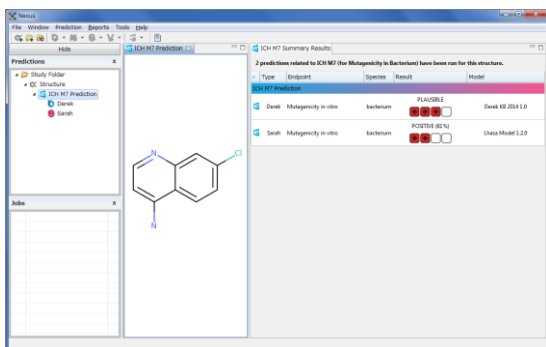 Nexus
File Window Prediction Reports Tools Help
Hide
Predictions
Study Folder
Structure
ICH M7 Prediction
Derek
Sarah
Jobs
ICH M7 Prediction
N
Cl
N
ICH M7 Summary Results
2 predictions related to ICH M7 (for Mutagenicity in Bacterium) have been run for this structure.
Type Endpoint Species Result Model
ICH M7 Prediction
Derek Mutagenicity in vitro bacterium PLAUSIBLE Derek KB 2014 1.0
Sarah Mutagenicity in vitro bacterium POSITIVE (61%) Lhasa Model 1.2.0